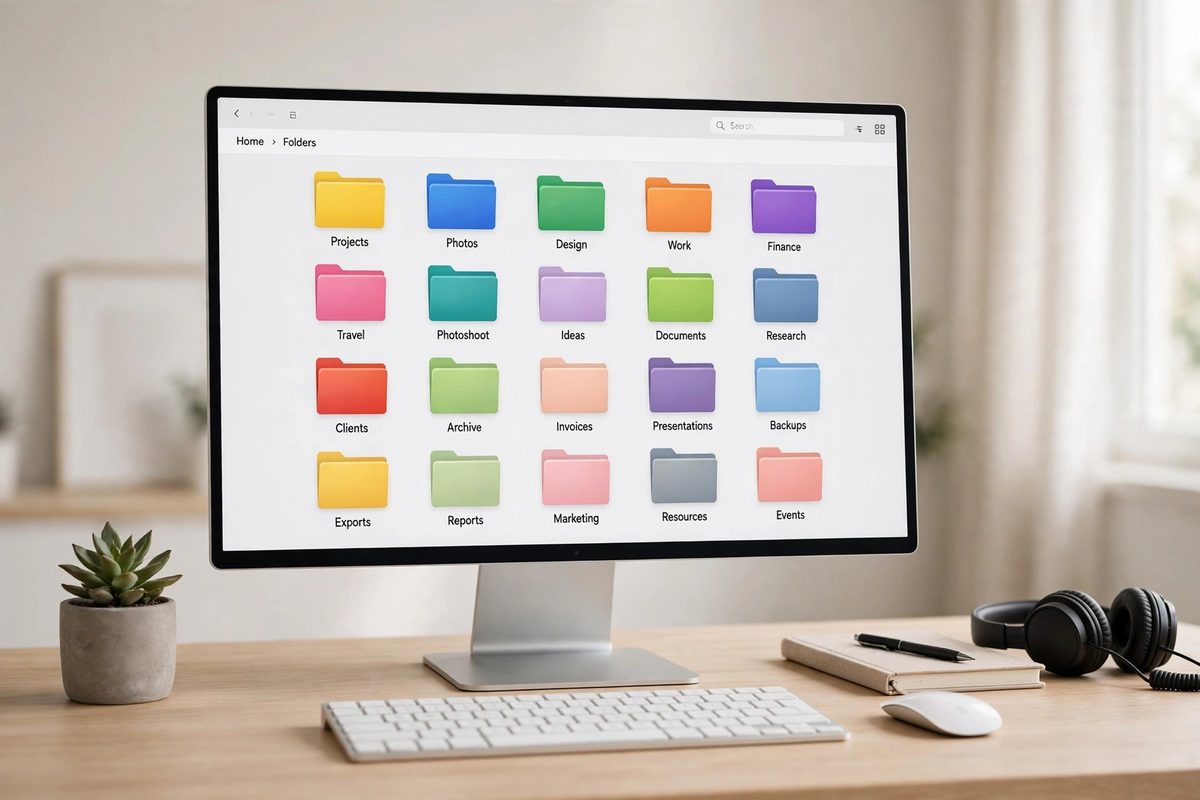 Search
Home > Folders
Projects Photos Design Work Finance
Travel Photoshoot Ideas Documents Research
Clients Archive Invoices Presentations Backups
Exports Reports Marketing Resources Events